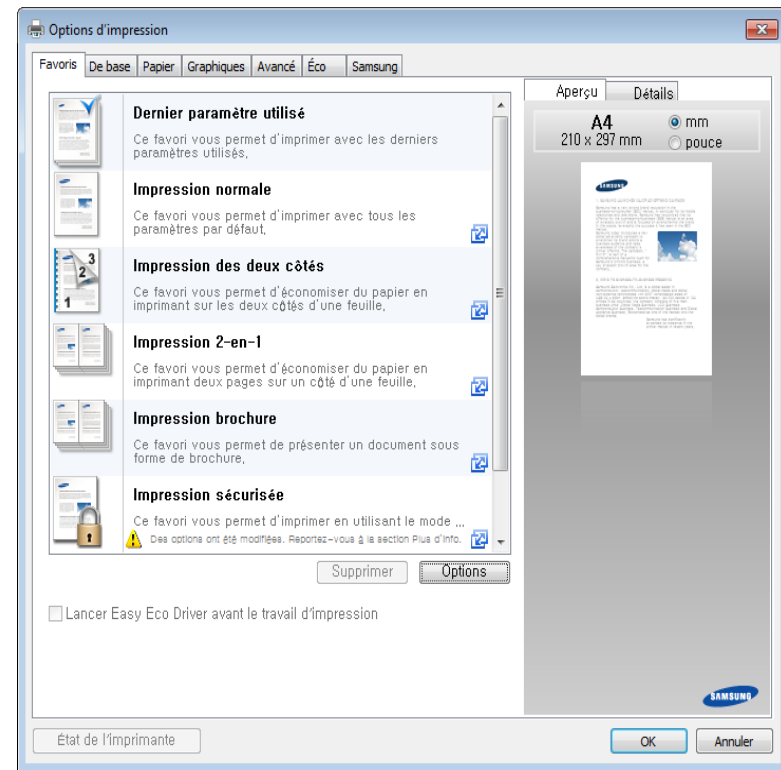 Options d'impression
Favoris De base Papier Graphiques Avancé Éco Samsung
Dernier paramètre utilisé
Ce favori vous permet d'imprimer avec les derniers
paramètres utilisés,
Impression normale
Ce favori vous permet d'imprimer avec tous les
paramètres par défaut,
Impression des deux côtés
Ce favori vous permet d'économiser du papier en
imprimant sur les deux côtés d'une feuille,
Impression 2-en-1
Ce favori vous permet d'économiser du papier en
imprimant deux pages sur un côté d'une feuille,
Impression brochure
Ce favori vous permet de présenter un document sous
forme de brochure,
Impression sécurisée
Ce favori vous permet d'imprimer en utilisant le mode ...
Des options ont été modifiées. Reportez-vous à la section Plus d'info.
Supprimer Options
Lancer Easy Eco Driver avant le travail d'impression
État de l'imprimante
Aperçu Détails
A4
210 x 297 mm
mm
pouce
SAMSUNG
SAMSUNG
OK Annuler
1
2
3